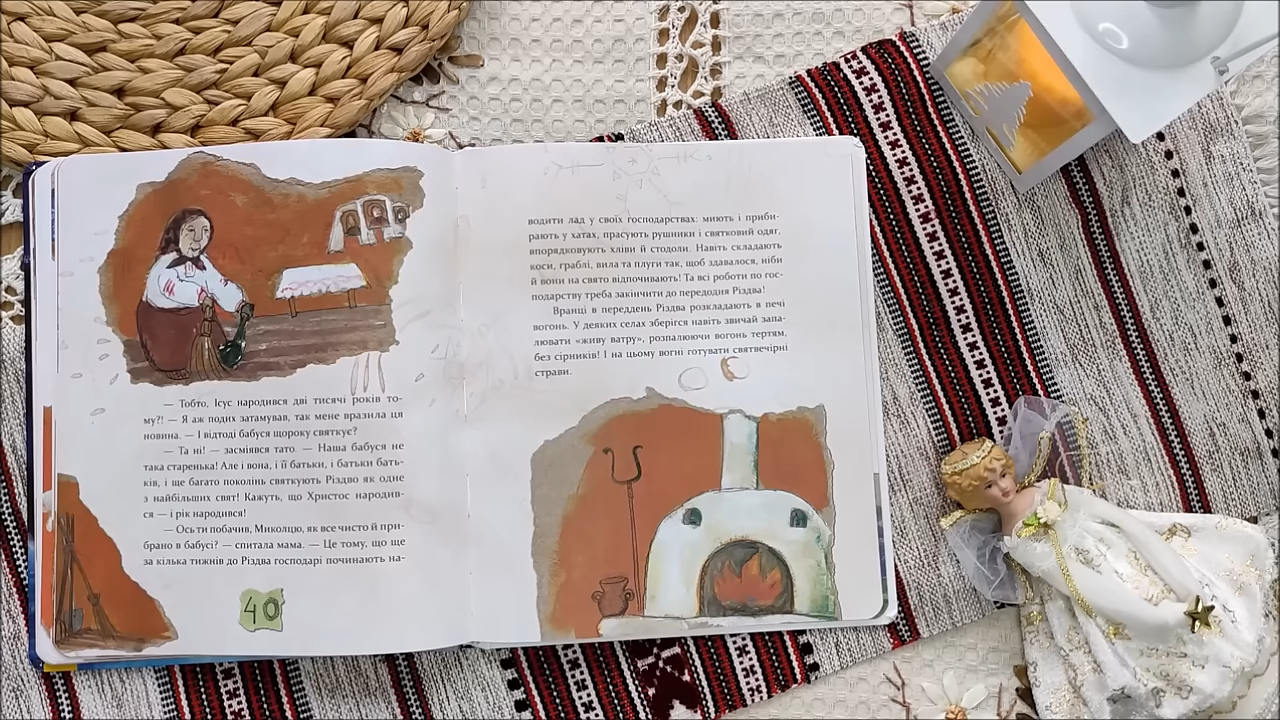 — Тобто, Ісус народився дві тисячі років то-
му?! — Я аж подих затамував, так мене вразила ця
новина. — І відтоді бабуся щороку святкує?
— Та ні! — засміявся тато. — Наша бабуся не
така старенька! Але і вона, і її батьки, і батьки бать-
ків, і ще багато поколінь святкують Різдво як одне
з найбільших свят! Кажуть, що Христос народив-
ся — і рік народився!
— Ось ти побачив, Миколцю, як все чисто й при-
брано в бабусі? — спитала мама. — Це тому, що ще
за кілька тижнів до Різдва господарі починають на-
40
водити лад у своїх господарствах: миють і приби-
рають у хатах, прасують рушники і святковий одяг,
впорядковують хліви й стодоли. Навіть складають
коси, граблі, вила та плуги так, щоб здавалося, ніби
й вони на свято відпочивають! Та всі роботи по гос-
подарству треба закінчити до передодня Різдва!
Вранці в переддень Різдва розкладають в печі
вогонь. У деяких селах зберігся навіть звичай запа-
лювати «живу ватру», розпалюючи вогонь тертям,
без сірників! І на цьому вогні готувати святвечірні
страви.